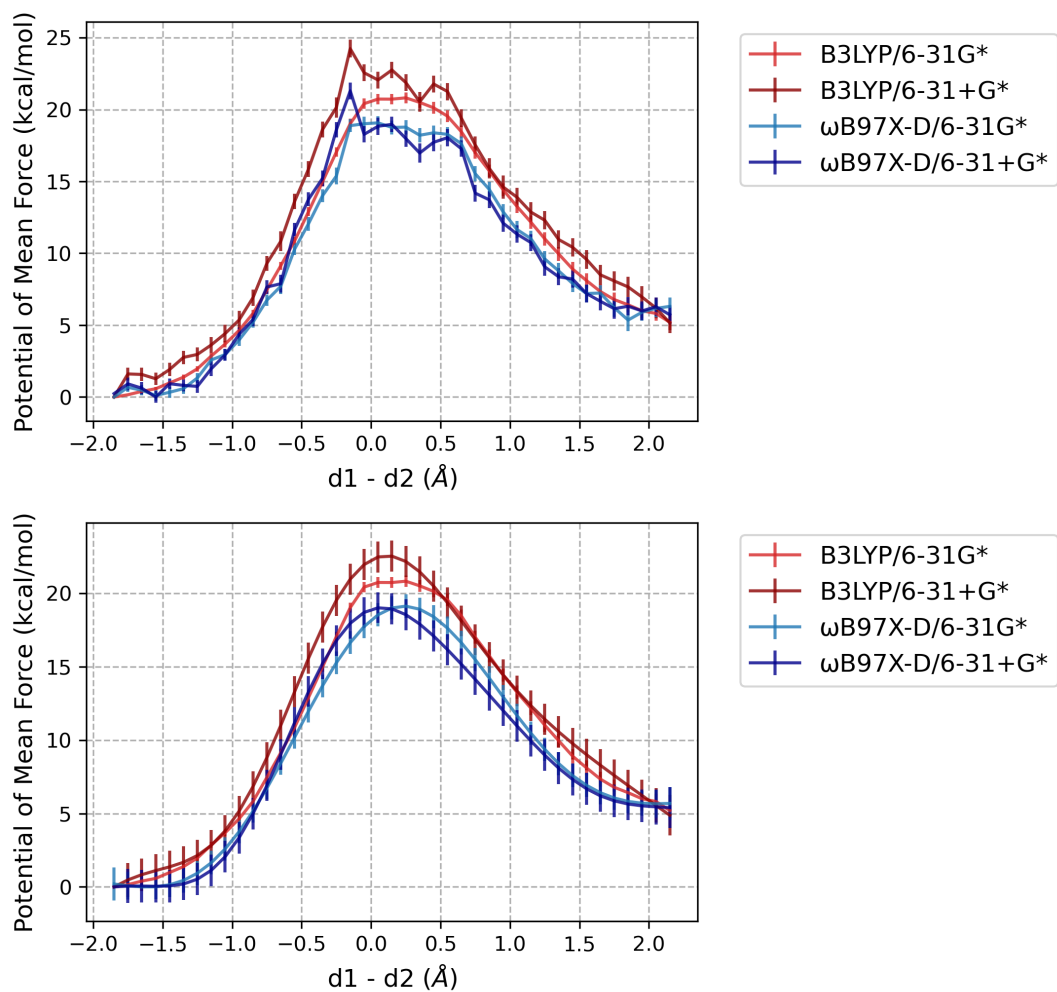 25
20
15
10
5
0
Potential of Mean Force (kcal/mol)
−2.0 −1.5 −1.0 −0.5 0.0 0.5 1.0 1.5 2.0
d1 - d2 (Å)
B3LYP/6-31G*
B3LYP/6-31+G*
ωB97X-D/6-31G*
ωB97X-D/6-31+G*
20
15
10
5
0
Potential of Mean Force (kcal/mol)
−2.0 −1.5 −1.0 −0.5 0.0 0.5 1.0 1.5 2.0
d1 - d2 (Å)
B3LYP/6-31G*
B3LYP/6-31+G*
ωB97X-D/6-31G*
ωB97X-D/6-31+G*